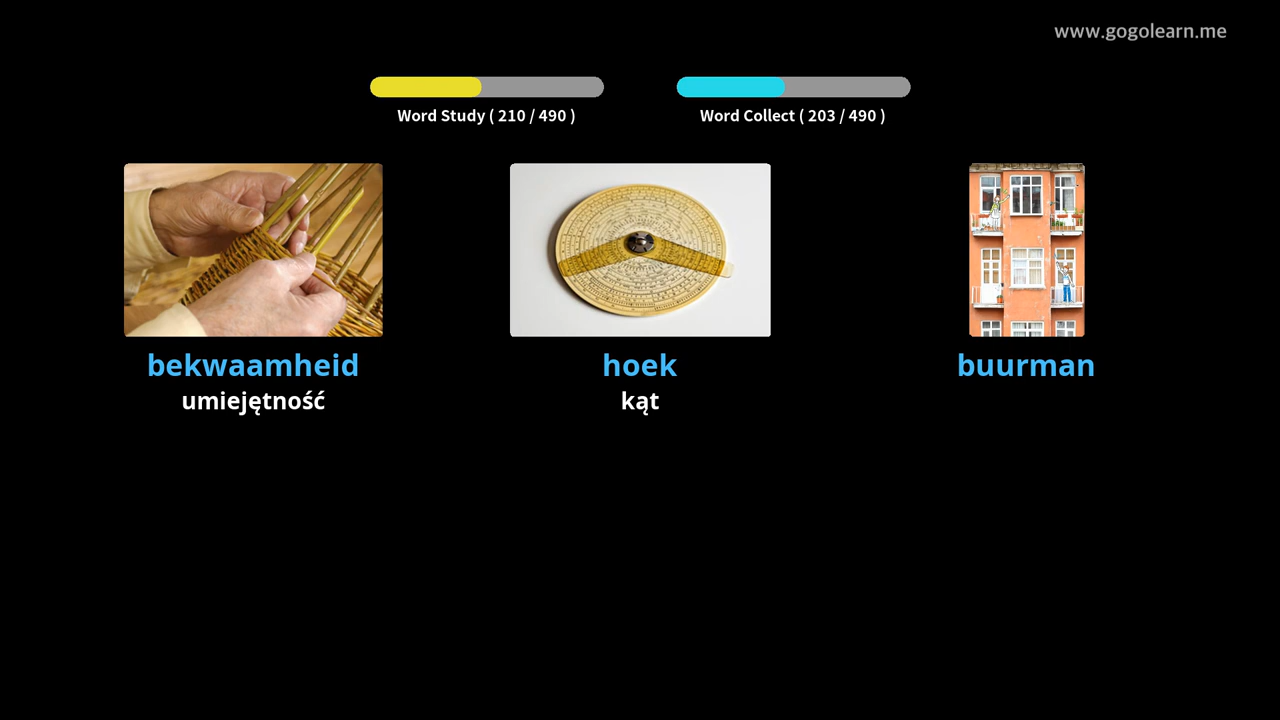 www.gogolearn.me
Word Study ( 210 / 490 )
Word Collect ( 203 / 490 )
bekwaamheid
umiejętność
hoek
kąt
buurman